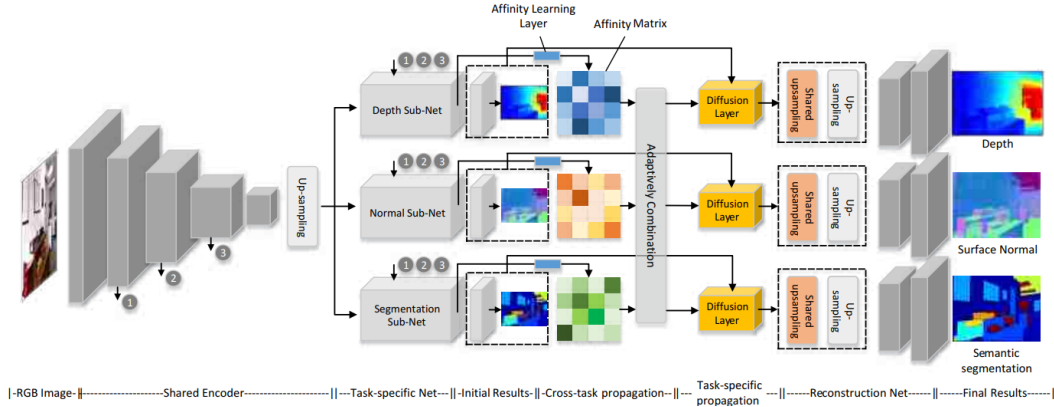 Affinity Learning
Layer
Affinity Matrix
1 2 3
Depth Sub-Net
Diffusion
Layer
Shared
upsampling
Up-
sampling
Depth
Up-sampling
1 2 3
Normal Sub-Net
Adaptively Combination
Diffusion
Layer
Shared
upsampling
Up-
sampling
Surface Normal
3
2
1
1 2 3
Segmentation
Sub-Net
Diffusion
Layer
Shared
upsampling
Up-
sampling
Semantic
segmentation
|-RGB Image-||--------------Shared Encoder--------------||---Task-specific Net---||-Initial Results-||-Cross-task propagation-||---Task-specific propagation---||------Reconstruction Net------||------Final Results----|